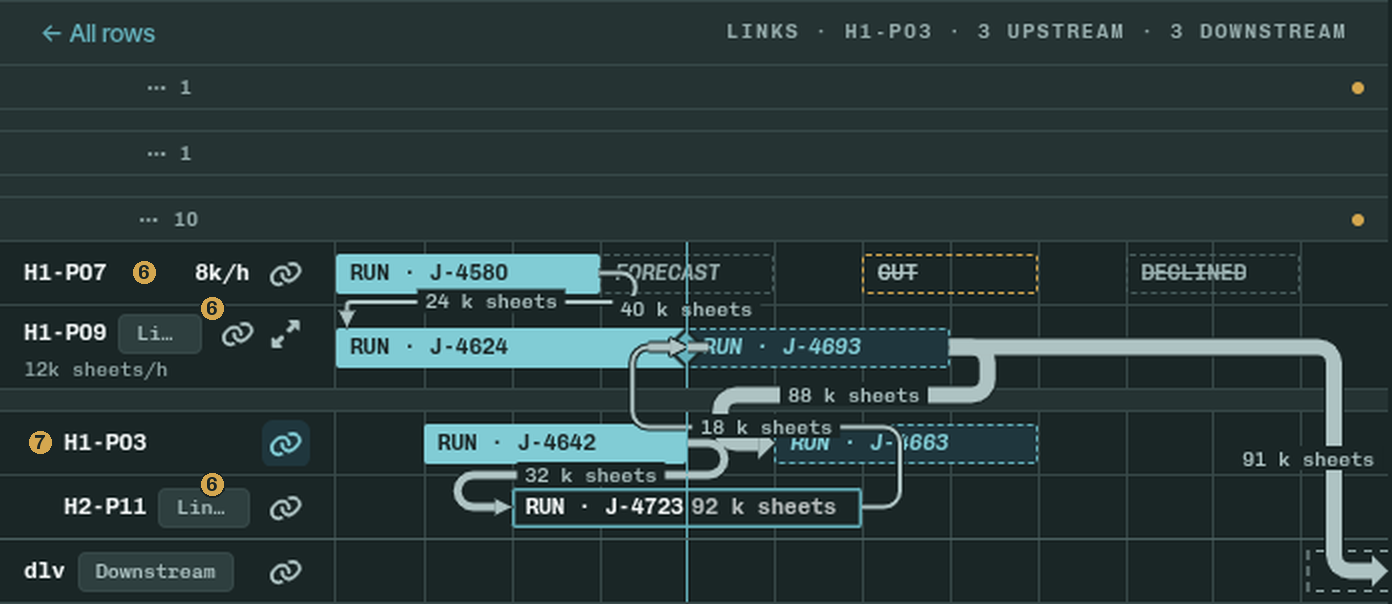 ← All rows
LINKS · H1-P03 · 3 UPSTREAM · 3 DOWNSTREAM
··· 1
··· 1
··· 10
H1-P07 6 8k/h RUN · J-4580 FORECAST CUT DECLINED
24 k sheets 40 k sheets
6
H1-P09 Li… RUN · J-4624 RUN · J-4693
12k sheets/h
88 k sheets
18 k sheets
7 H1-P03 RUN · J-4642 RUN · J-4663
91 k sheets
32 k sheets
6
H2-P11 Lin… RUN · J-4723 92 k sheets
dlv Downstream